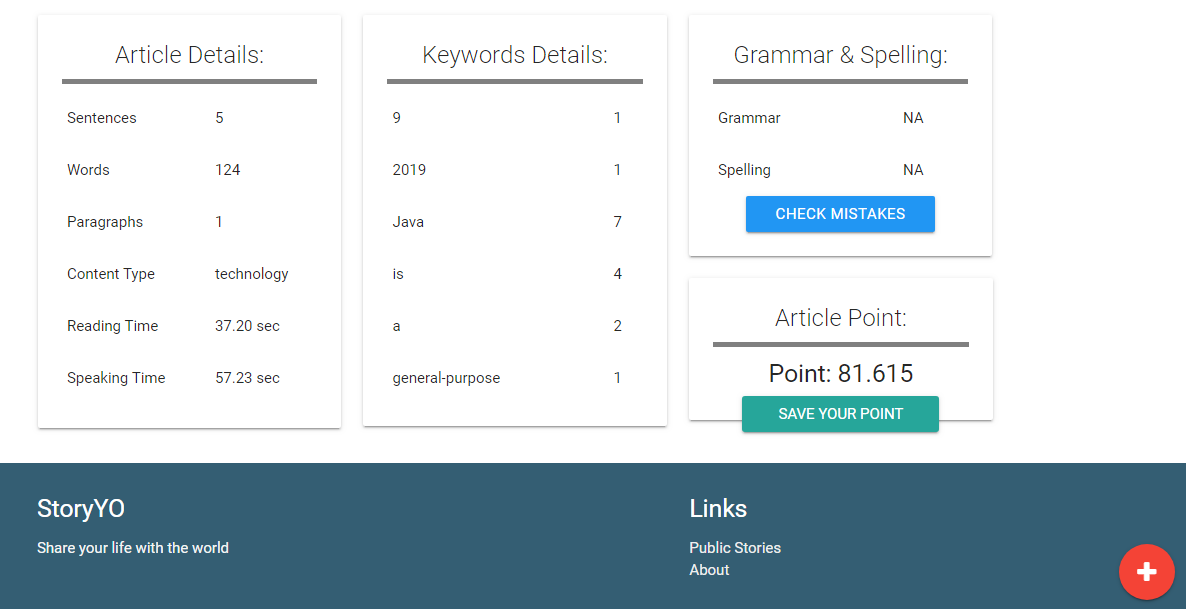 Article Details:
Sentences 5
Words 124
Paragraphs 1
Content Type technology
Reading Time 37.20 sec
Speaking Time 57.23 sec
Keywords Details:
9 1
2019 1
Java 7
is 4
a 2
general-purpose 1
Grammar & Spelling:
Grammar NA
Spelling NA
CHECK MISTAKES
Article Point:
Point: 81.615
SAVE YOUR POINT
StoryYO
Share your life with the world
Links
Public Stories
About